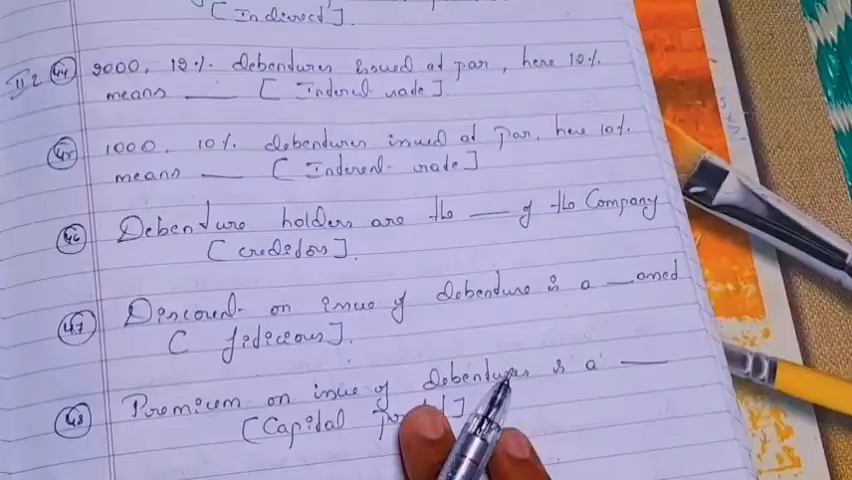 [Interest].
44 9000, 12% debentures issued at par, here 12%
means ___ [ Interest rate ].
45 1000, 10% debentures issued at Par, here 10%
means ___ [ Interest rate ]
46 Debenture holders are the ___ of the Company
[creditors].
47 Discount on issue of debenture is a ___
[ fictitious ].
48 Premium on issue of debentures is a ___
[Capital